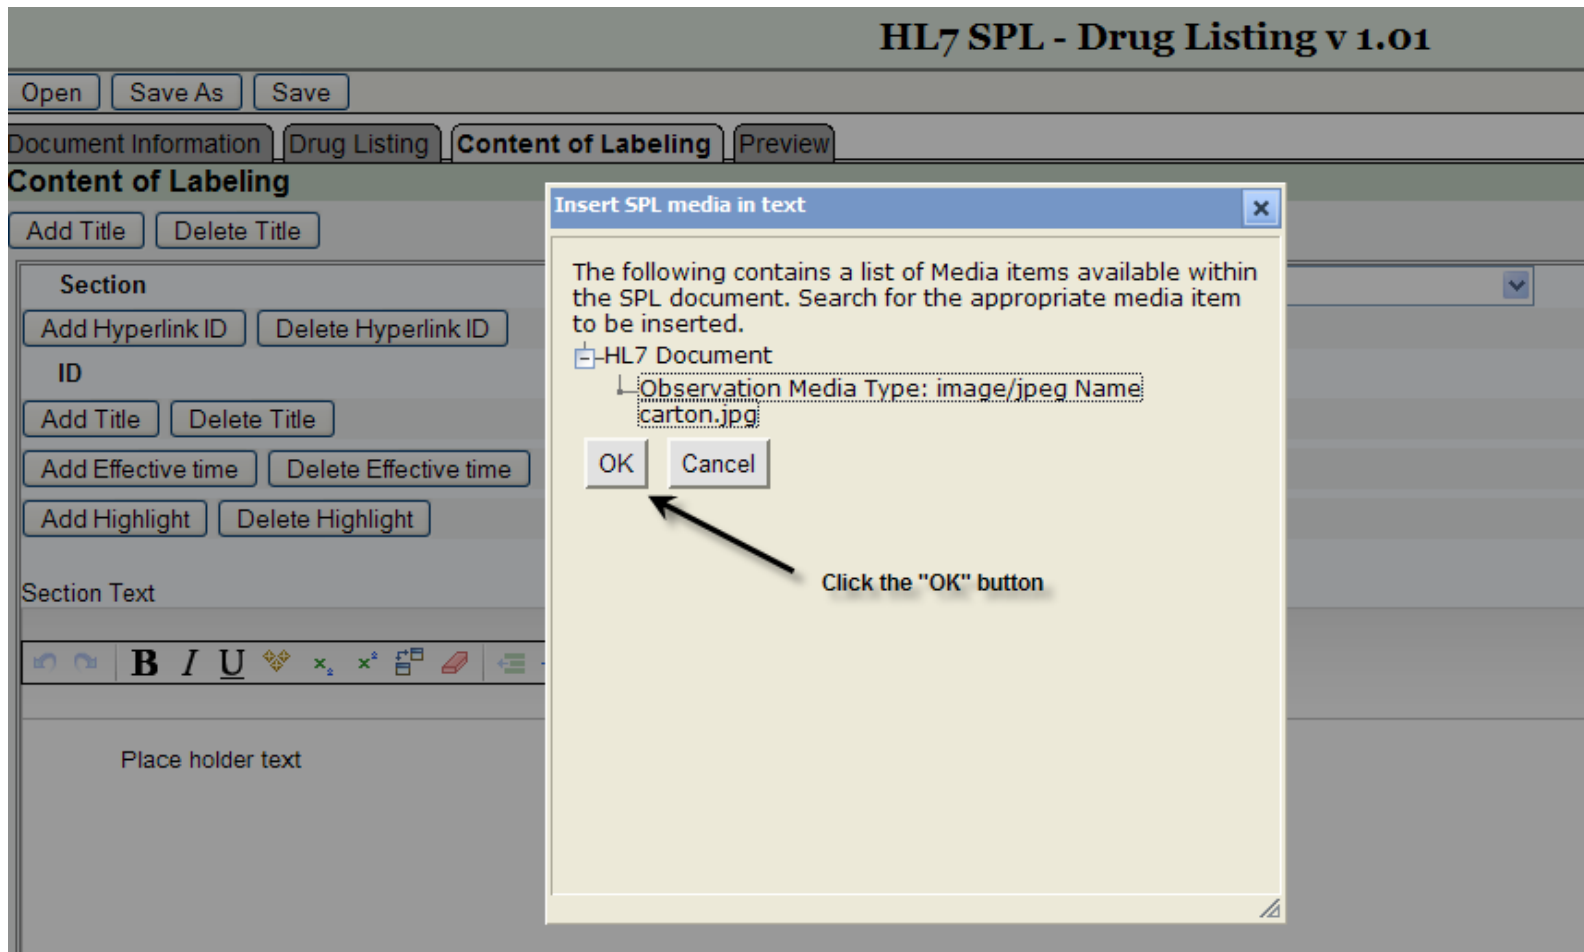 HL7 SPL - Drug Listing v 1.01
Open Save As Save
Document Information Drug Listing Content of Labeling Preview
Content of Labeling
Add Title Delete Title
Section
Add Hyperlink ID Delete Hyperlink ID
ID
Add Title Delete Title
Add Effective time Delete Effective time
Add Highlight Delete Highlight
Section Text
B I U x₂ x²
Place holder text
Insert SPL media in text
The following contains a list of Media items available within
the SPL document. Search for the appropriate media item
to be inserted.
HL7 Document
Observation Media Type: image/jpeg Name
carton.jpg
OK Cancel
Click the "OK" button